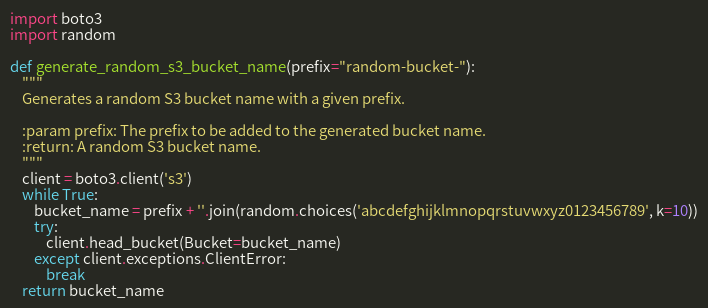 import boto3
import random

def generate_random_s3_bucket_name(prefix="random-bucket-"):
    """
    Generates a random S3 bucket name with a given prefix.

    :param prefix: The prefix to be added to the generated bucket name.
    :return: A random S3 bucket name.
    """
    client = boto3.client('s3')
    while True:
        bucket_name = prefix + ''.join(random.choices('abcdefghijklmnopqrstuvwxyz0123456789', k=10))
        try:
            client.head_bucket(Bucket=bucket_name)
        except client.exceptions.ClientError:
            break
    return bucket_name